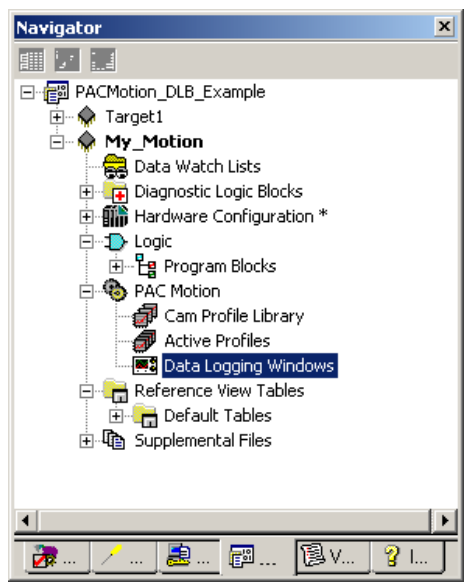 Navigator
PACMotion_DLB_Example
Target1
My_Motion
Data Watch Lists
Diagnostic Logic Blocks
Hardware Configuration *
Logic
Program Blocks
PAC Motion
Cam Profile Library
Active Profiles
Data Logging Windows
Reference View Tables
Default Tables
Supplemental Files
... ... ... ... V... I...